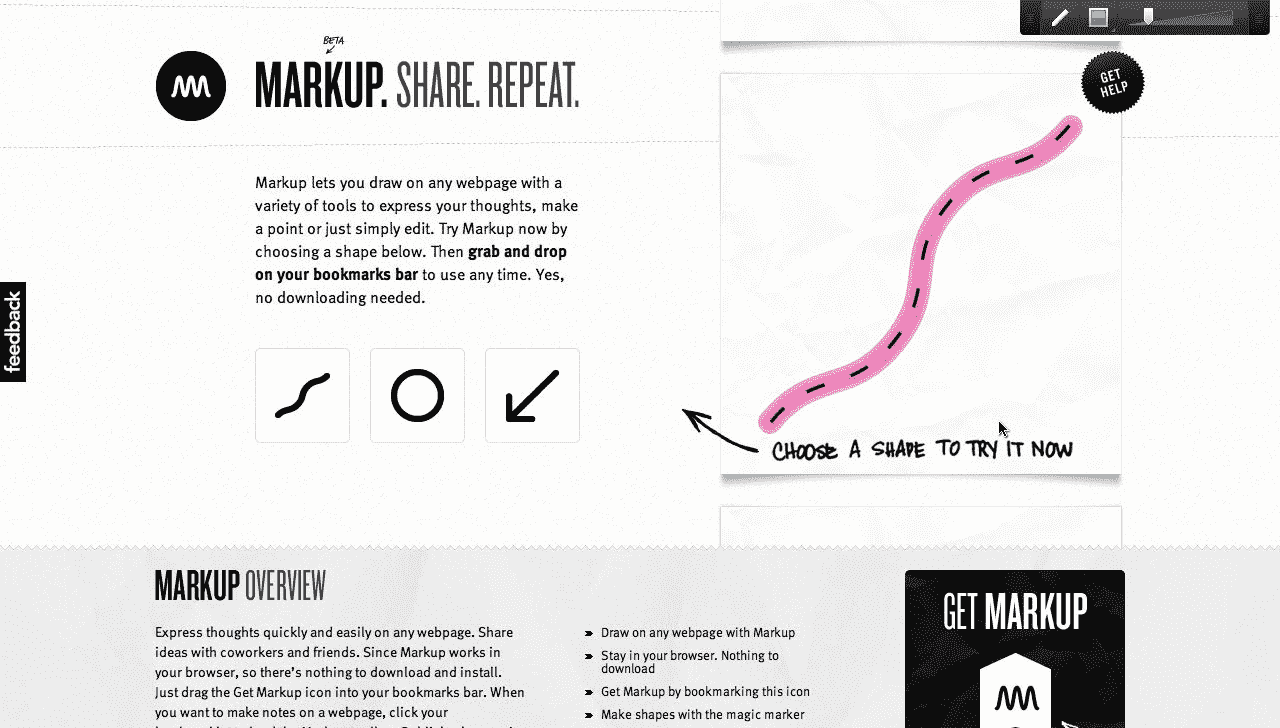 BETA
MARKUP. SHARE. REPEAT.
GET
HELP
Markup lets you draw on any webpage with a
variety of tools to express your thoughts, make
a point or just simply edit. Try Markup now by
choosing a shape below. Then grab and drop
on your bookmarks bar to use any time. Yes,
no downloading needed.
feedback
CHOOSE A SHAPE TO TRY IT NOW
MARKUP OVERVIEW
Express thoughts quickly and easily on any webpage. Share
ideas with coworkers and friends. Since Markup works in
your browser, so there's nothing to download and install.
Just drag the Get Markup icon into your bookmarks bar. When
you want to make notes on a webpage, click your
Draw on any webpage with Markup
Stay in your browser. Nothing to
download
Get Markup by bookmarking this icon
Make shapes with the magic marker
GET MARKUP